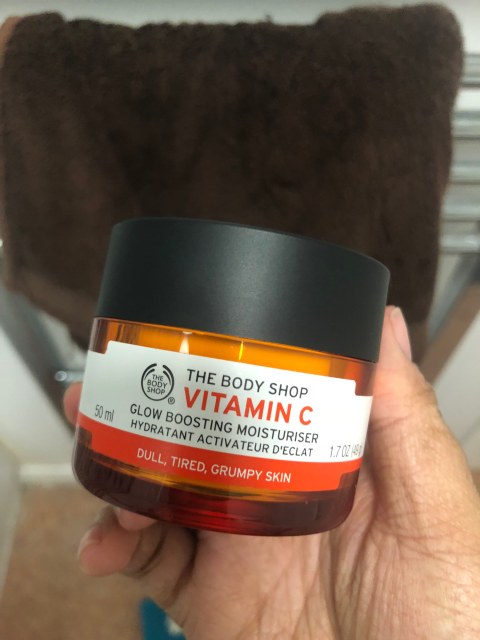 THE
BODY
SHOP
®
THE BODY SHOP
VITAMIN C
50 ml
GLOW BOOSTING MOISTURISER
HYDRATANT ACTIVATEUR D'ECLAT
1.7 OZ (49 g
DULL, TIRED, GRUMPY SKIN